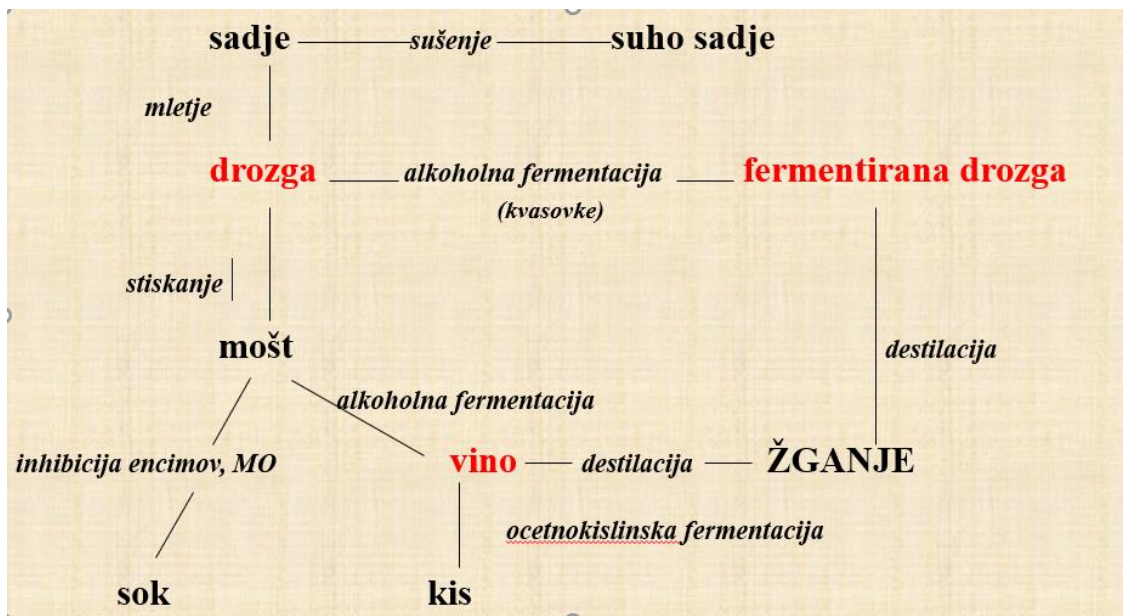 sadje sušenje suho sadje
mletje
drozga alkoholna fermentacija fermentirana drozga
(kvasovke)
stiskanje
mošt
destilacija
alkoholna fermentacija
inhibicija encimov, MO vino destilacija ŽGANJE
ocetnokislinska fermentacija
sok kis